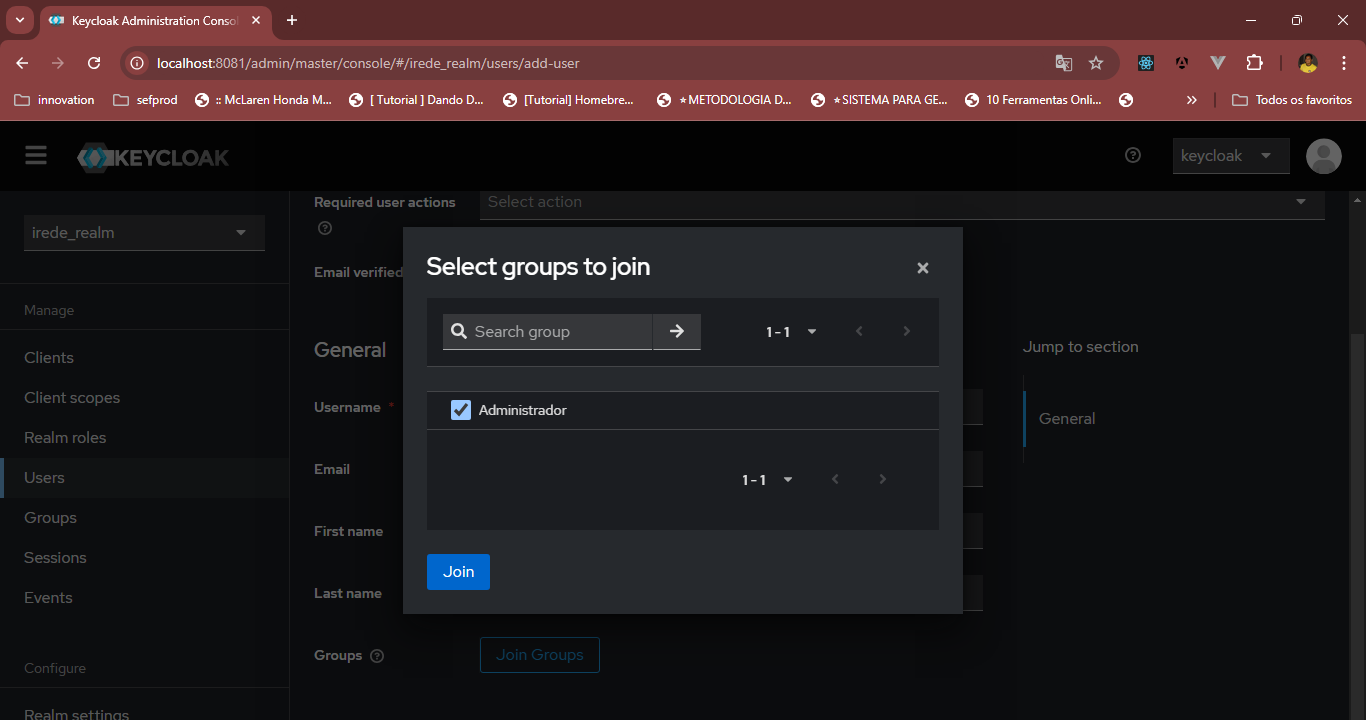 Keycloak Administration Consol
localhost:8081/admin/master/console/#/irede_realm/users/add-user
innovation
sefprod
:: McLaren Honda M...
[ Tutorial ] Dando D...
[Tutorial] Homebre...
★METODOLOGIA D...
★SISTEMA PARA GE...
10 Ferramentas Onli...
»
Todos os favoritos
KEYCLOAK
keycloak
irede_realm
Manage
Clients
Client scopes
Realm roles
Users
Groups
Sessions
Events
Configure
Realm settings
Required user actions
Select action
Email verified
General
Username *
Email
First name
Last name
Groups
Join Groups
Select groups to join
Search group
1 - 1
Administrador
1 - 1
Join
Jump to section
General